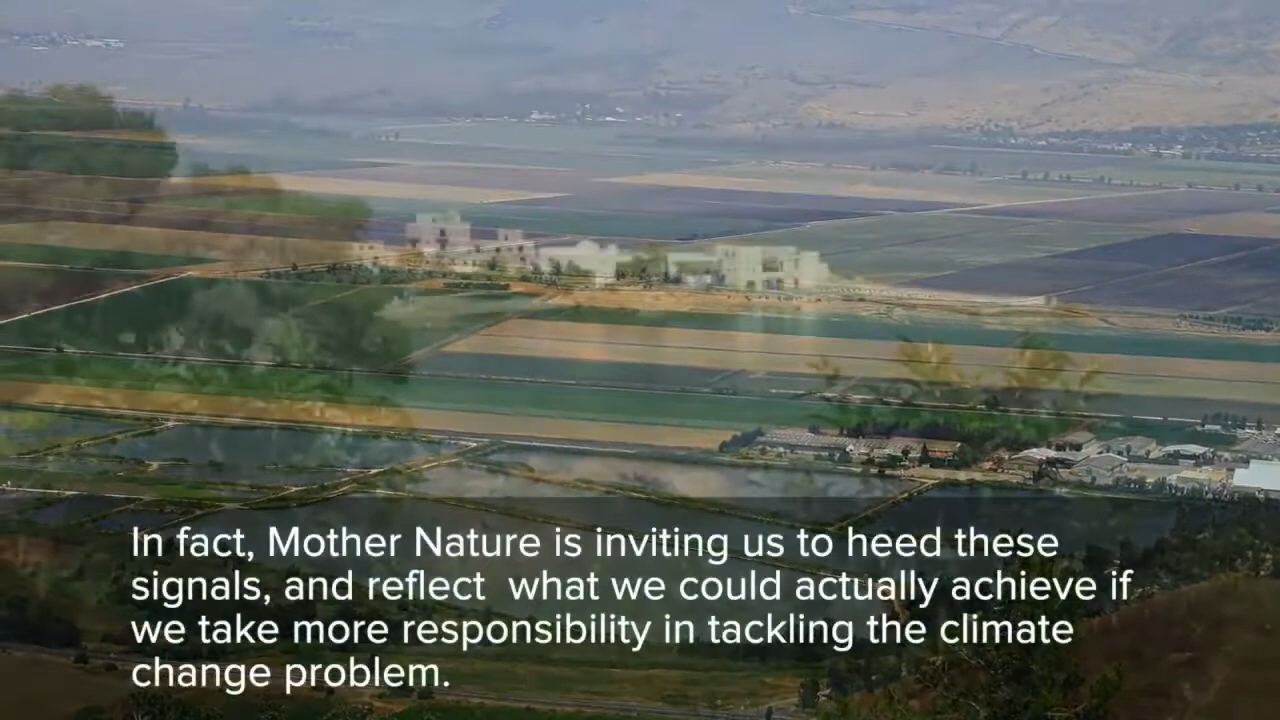 In fact, Mother Nature is inviting us to heed these
signals, and reflect  what we could actually achieve if
we take more responsibility in tackling the climate
change problem.